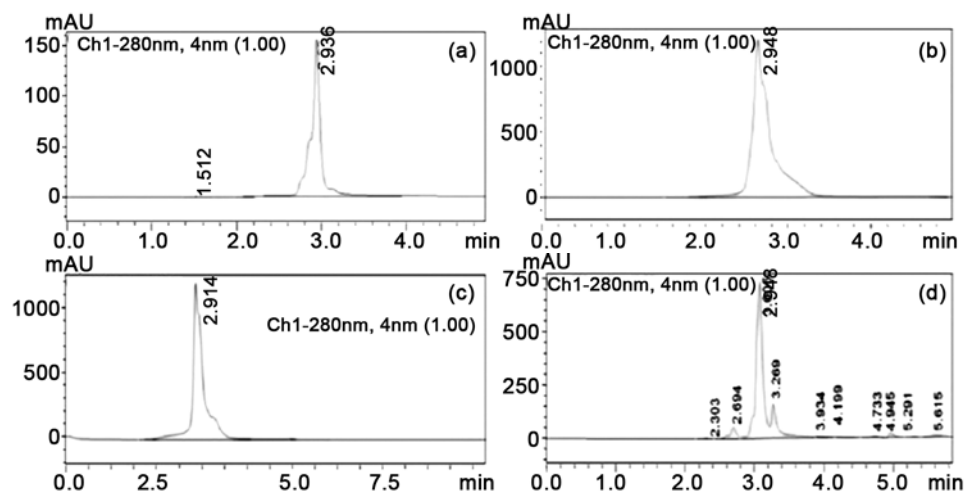 mAU
Ch1-280nm, 4nm (1.00)
(a)
2.936
1.512
150
100
50
0
0.0 1.0 2.0 3.0 4.0 min
mAU
Ch1-280nm, 4nm (1.00)
(b)
2.948
1000
500
0
0.0 1.0 2.0 3.0 4.0 min
mAU
(c)
2.914
Ch1-280nm, 4nm (1.00)
1000
500
0
0.0 2.5 5.0 7.5 min
mAU
Ch1-280nm, 4nm (1.00)
(d)
2.948
750
500
250
0
2.303
2.694
3.269
3.934
4.199
4.733
4.945
5.291
5.615
0.0 1.0 2.0 3.0 4.0 5.0 min